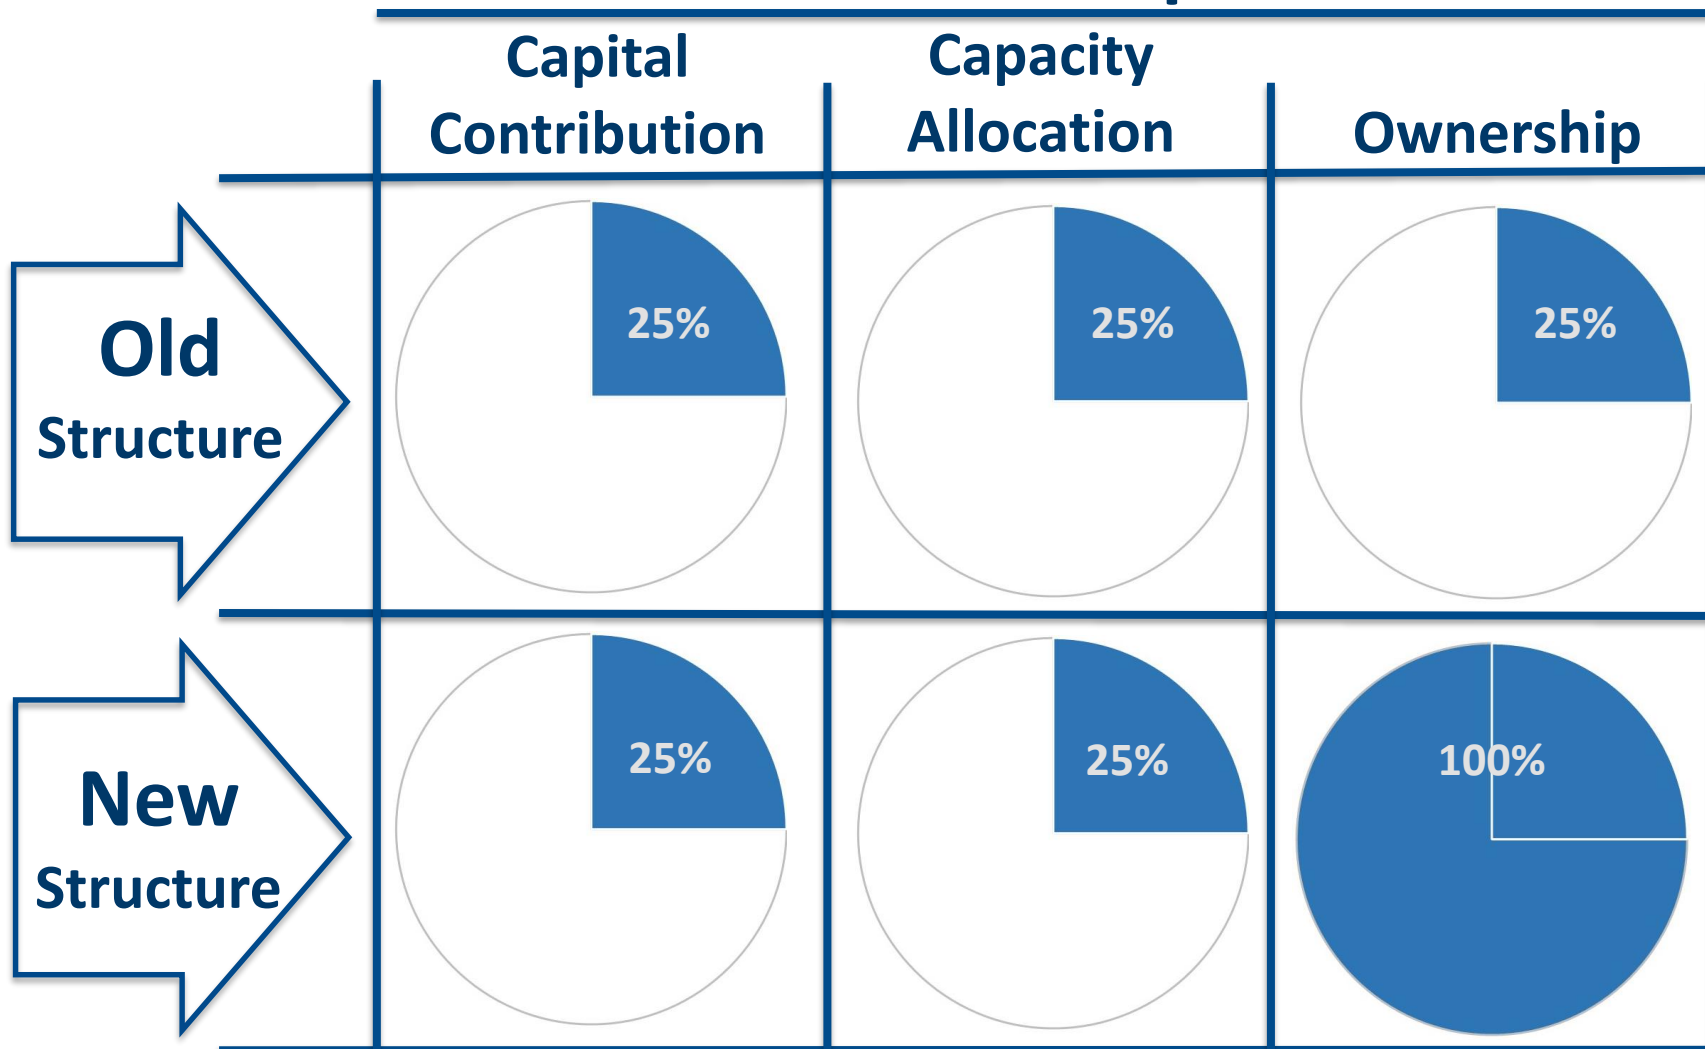 Capital
Contribution
Capacity
Allocation
Ownership
Old
Structure
25%
25%
25%
New
Structure
25%
25%
100%